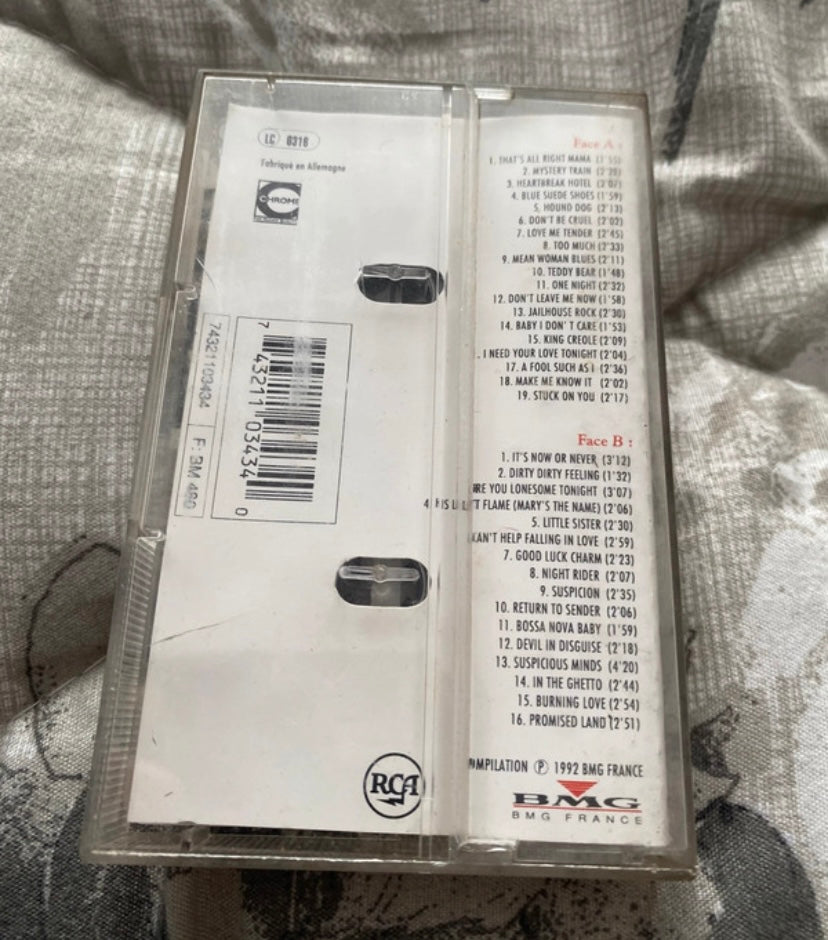 LC 0316
Fabriqué en Allemagne
CHROME
7 43211 03434 0
74321103434
F: BM 480
RCA
Face A :
1. THAT'S ALL RIGHT MAMA (1'55)
2. MYSTERY TRAIN (2'28)
3. HEARTBREAK HOTEL (2'07)
4. BLUE SUEDE SHOES (1'59)
5. HOUND DOG (2'13)
6. DON'T BE CRUEL (2'02)
7. LOVE ME TENDER (2'45)
8. TOO MUCH (2'33)
9. MEAN WOMAN BLUES (2'11)
10. TEDDY BEAR (1'48)
11. ONE NIGHT (2'32)
12. DON'T LEAVE ME NOW (1'58)
13. JAILHOUSE ROCK (2'30)
14. BABY I DON'T CARE (1'53)
15. KING CREOLE (2'09)
. I NEED YOUR LOVE TONIGHT (2'04)
17. A FOOL SUCH AS I (2'36)
18. MAKE ME KNOW IT (2'02)
19. STUCK ON YOU (2'17)
Face B :
1. IT'S NOW OR NEVER (3'12)
2. DIRTY DIRTY FEELING (1'32)
RE YOU LONESOME TONIGHT (3'07)
4. FLAME (MARY'S THE NAME) (2'06)
5. LITTLE SISTER (2'30)
CAN'T HELP FALLING IN LOVE (2'59)
7. GOOD LUCK CHARM (2'23)
8. NIGHT RIDER (2'07)
9. SUSPICION (2'35)
10. RETURN TO SENDER (2'06)
11. BOSSA NOVA BABY (1'59)
12. DEVIL IN DISGUISE (2'18)
13. SUSPICIOUS MINDS (4'20)
14. IN THE GHETTO (2'44)
15. BURNING LOVE (2'54)
16. PROMISED LAND (2'51)
MPILATION Ⓟ 1992 BMG FRANCE
BMG
BMG FRANCE